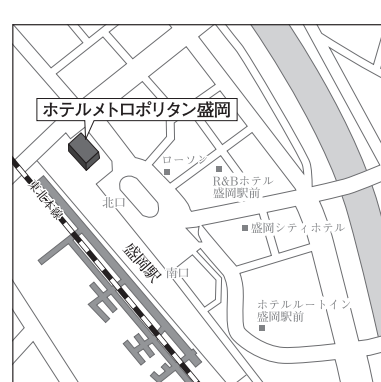 ホテルメトロポリタン盛岡
ローソン
R&Bホテル
盛岡駅前
東北本線
北口
盛岡シティホテル
盛岡駅
南口
ホテルルートイン
盛岡駅前